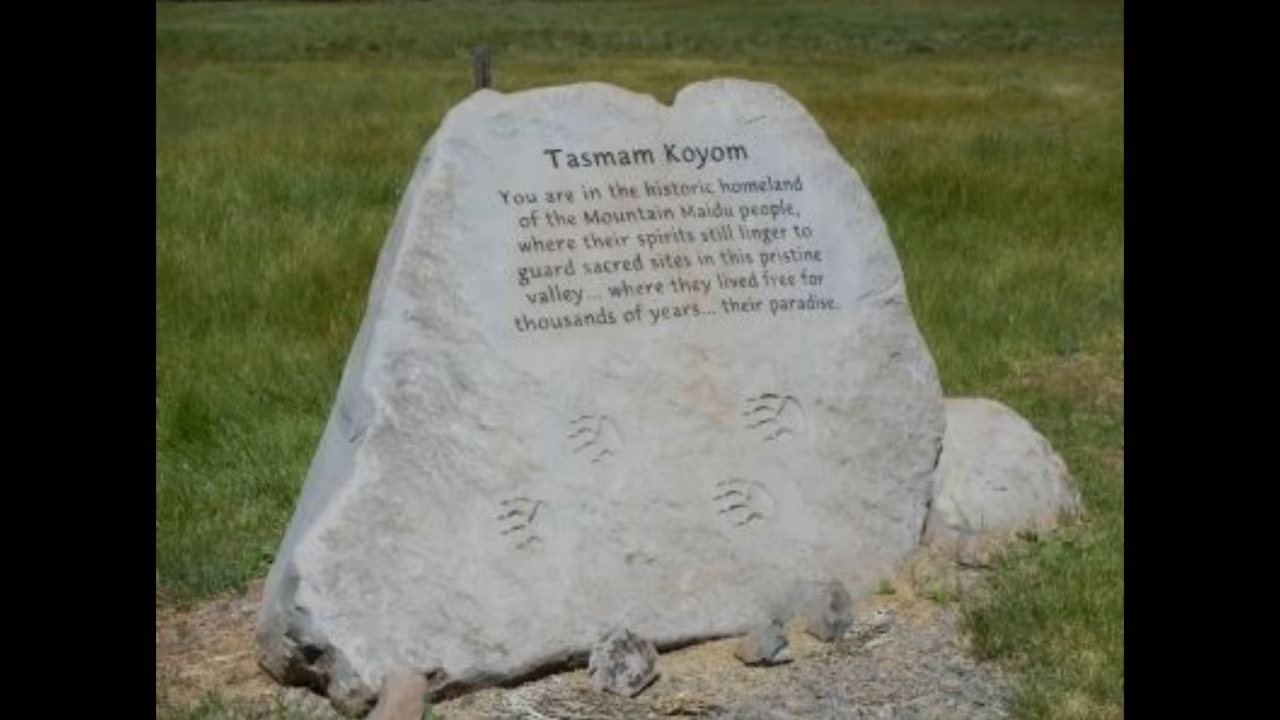 Tasmam Koyom
You are in the historic homeland
of the Mountain Maidu people,
where their spirits still linger to
guard sacred sites in this pristine
valley... where they lived free for
thousands of years... their paradise.